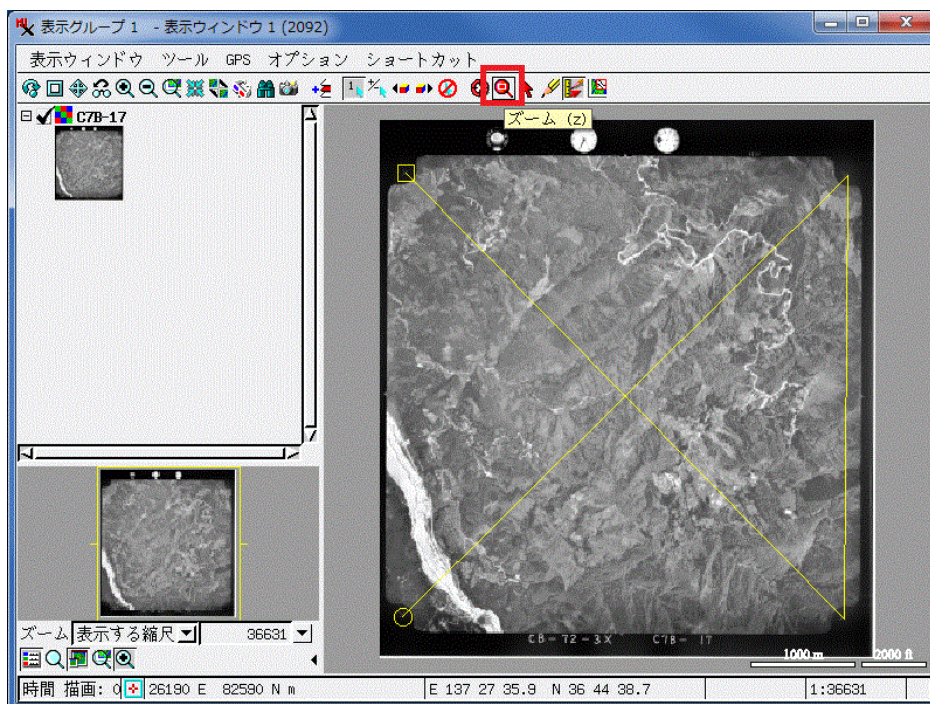 表示グループ 1 - 表示ウィンドウ 1 (2092)
表示ウィンドウ ツール GPS オプション ショートカット
ズーム (z)
C7B-17
CB-72-3X C7B- 17
1000 m 2000 ft
ズーム 表示する縮尺 36631
時間 描画: 0 26190 E 82590 N m E 137 27 35.9 N 36 44 38.7 1:36631